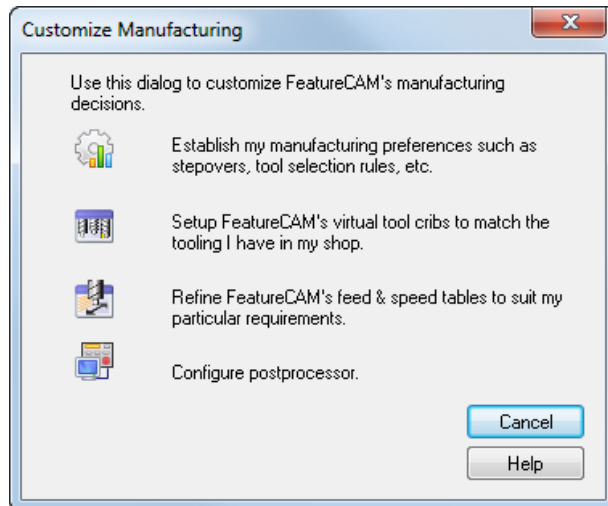 Customize Manufacturing
Use this dialog to customize FeatureCAM's manufacturing
decisions.
Establish my manufacturing preferences such as
stepovers, tool selection rules, etc.
Setup FeatureCAM's virtual tool cribs to match the
tooling I have in my shop.
Refine FeatureCAM's feed & speed tables to suit my
particular requirements.
Configure postprocessor.
Cancel
Help